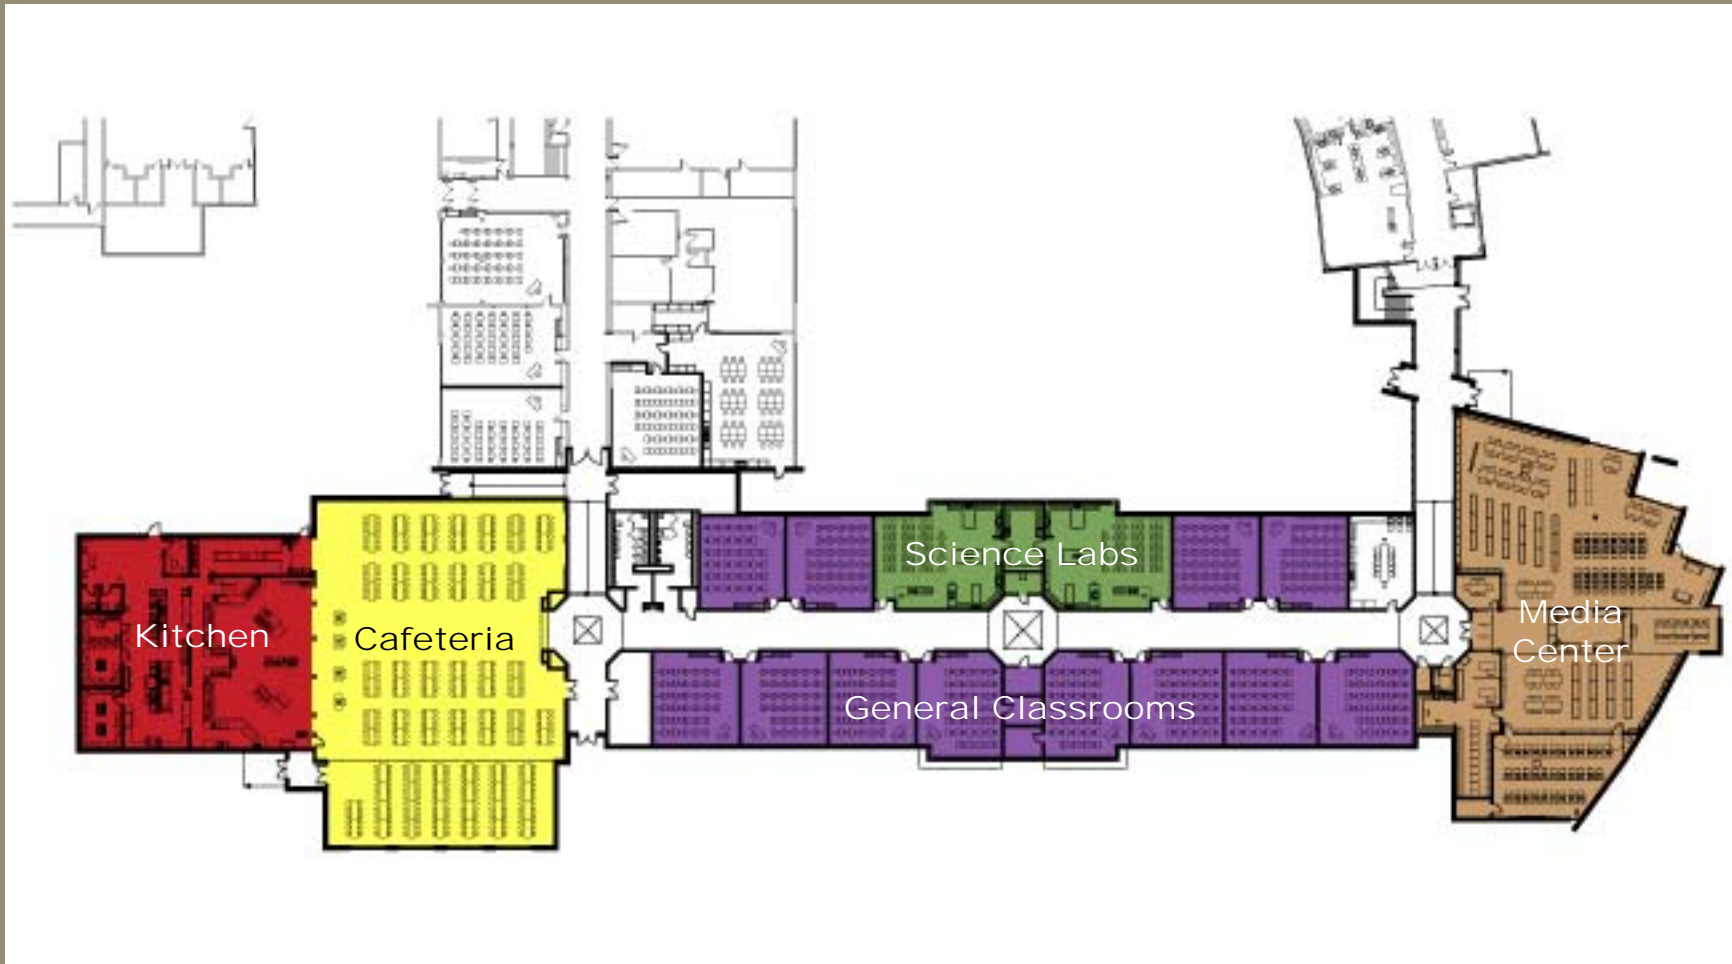 Science Labs
Kitchen
Cafeteria
Media
Center
General Classrooms